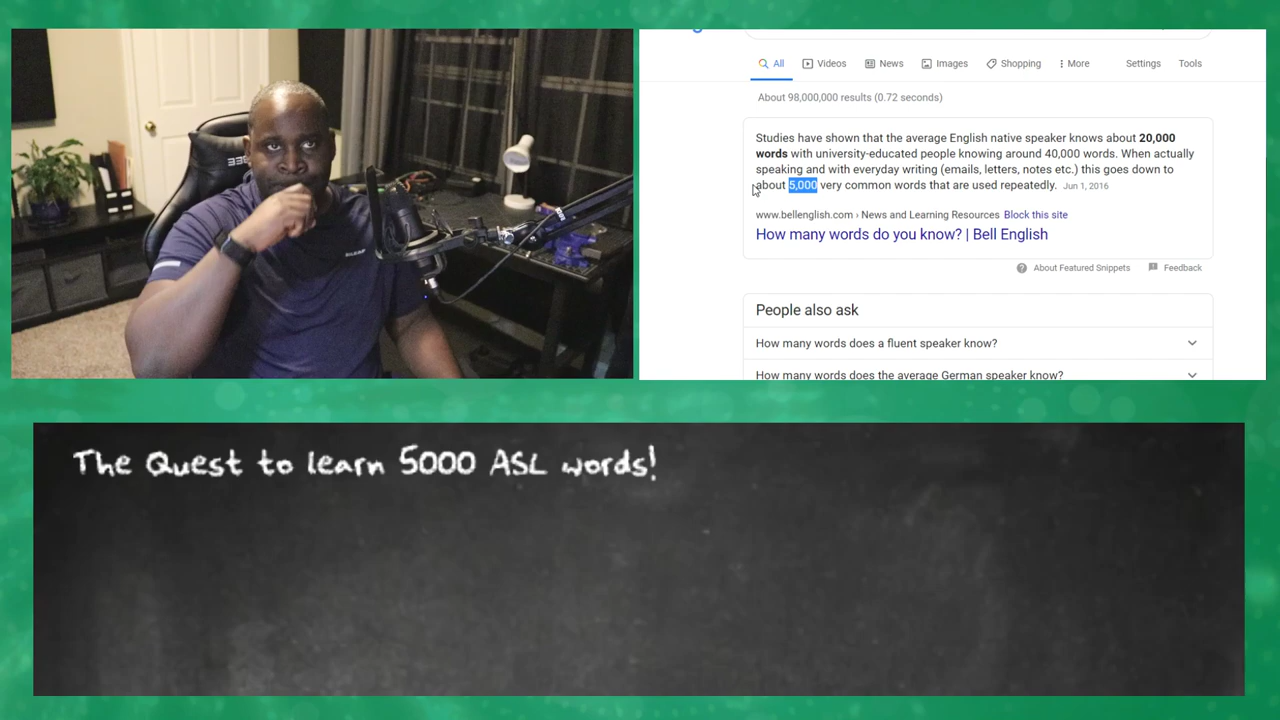 All
Videos
News
Images
Shopping
More
Settings
Tools
About 98,000,000 results (0.72 seconds)
Studies have shown that the average English native speaker knows about 20,000
words with university-educated people knowing around 40,000 words. When actually
speaking and with everyday writing (emails, letters, notes etc.) this goes down to
about 5,000 very common words that are used repeatedly. Jun 1, 2016
www.bellenglish.com › News and Learning Resources Block this site
How many words do you know? | Bell English
About Featured Snippets
Feedback
People also ask
How many words does a fluent speaker know?
How many words does the average German speaker know?
The Quest to learn 5000 ASL words!